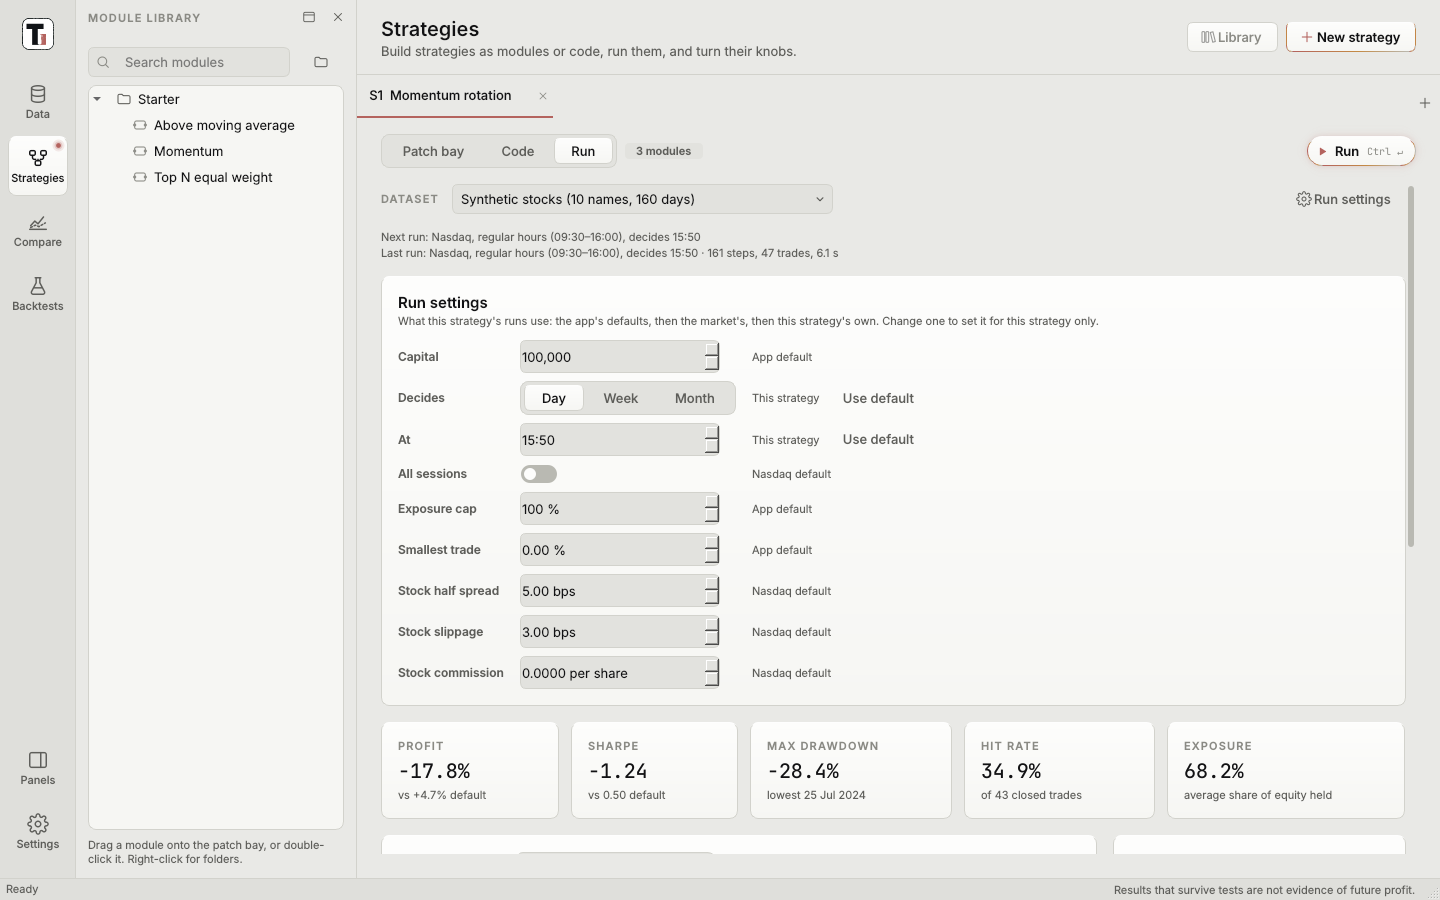 MODULE LIBRARY
Search modules
Starter
Above moving average
Momentum
Top N equal weight
Drag a module onto the patch bay, or double-
click it. Right-click for folders.
Data
Strategies
Compare
Backtests
Panels
Settings
Strategies
Build strategies as modules or code, run them, and turn their knobs.
Library
New strategy
S1 Momentum rotation
Patch bay
Code
Run
3 modules
Run Ctrl ↵
DATASET
Synthetic stocks (10 names, 160 days)
Run settings
Next run: Nasdaq, regular hours (09:30–16:00), decides 15:50
Last run: Nasdaq, regular hours (09:30–16:00), decides 15:50 · 161 steps, 47 trades, 6.1 s
Run settings
What this strategy's runs use: the app's defaults, then the market's, then this strategy's own. Change one to set it for this strategy only.
Capital 100,000 App default
Decides Day Week Month This strategy Use default
At 15:50 This strategy Use default
All sessions Nasdaq default
Exposure cap 100 % App default
Smallest trade 0.00 % App default
Stock half spread 5.00 bps Nasdaq default
Stock slippage 3.00 bps Nasdaq default
Stock commission 0.0000 per share Nasdaq default
PROFIT
-17.8%
vs +4.7% default
SHARPE
-1.24
vs 0.50 default
MAX DRAWDOWN
-28.4%
lowest 25 Jul 2024
HIT RATE
34.9%
of 43 closed trades
EXPOSURE
68.2%
average share of equity held
Ready
Results that survive tests are not evidence of future profit.